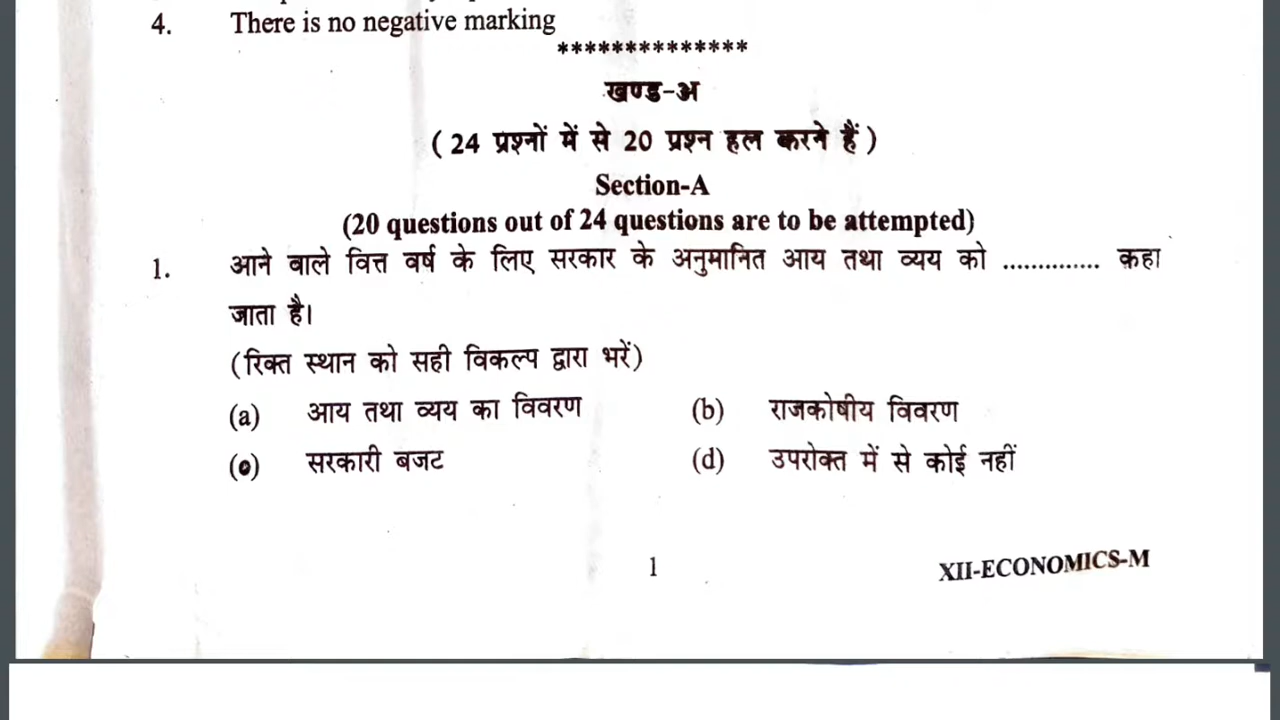 4. There is no negative marking
**************
खण्ड-अ
( 24 प्रश्नों में से 20 प्रश्न हल करने हैं )
Section-A
(20 questions out of 24 questions are to be attempted)
1. आने वाले वित्त वर्ष के लिए सरकार के अनुमानित आय तथा व्यय को .............. कहा
जाता है।
(रिक्त स्थान को सही विकल्प द्वारा भरें)
(a) आय तथा व्यय का विवरण (b) राजकोषीय विवरण
(c) सरकारी बजट (d) उपरोक्त में से कोई नहीं
1 XII-ECONOMICS-M